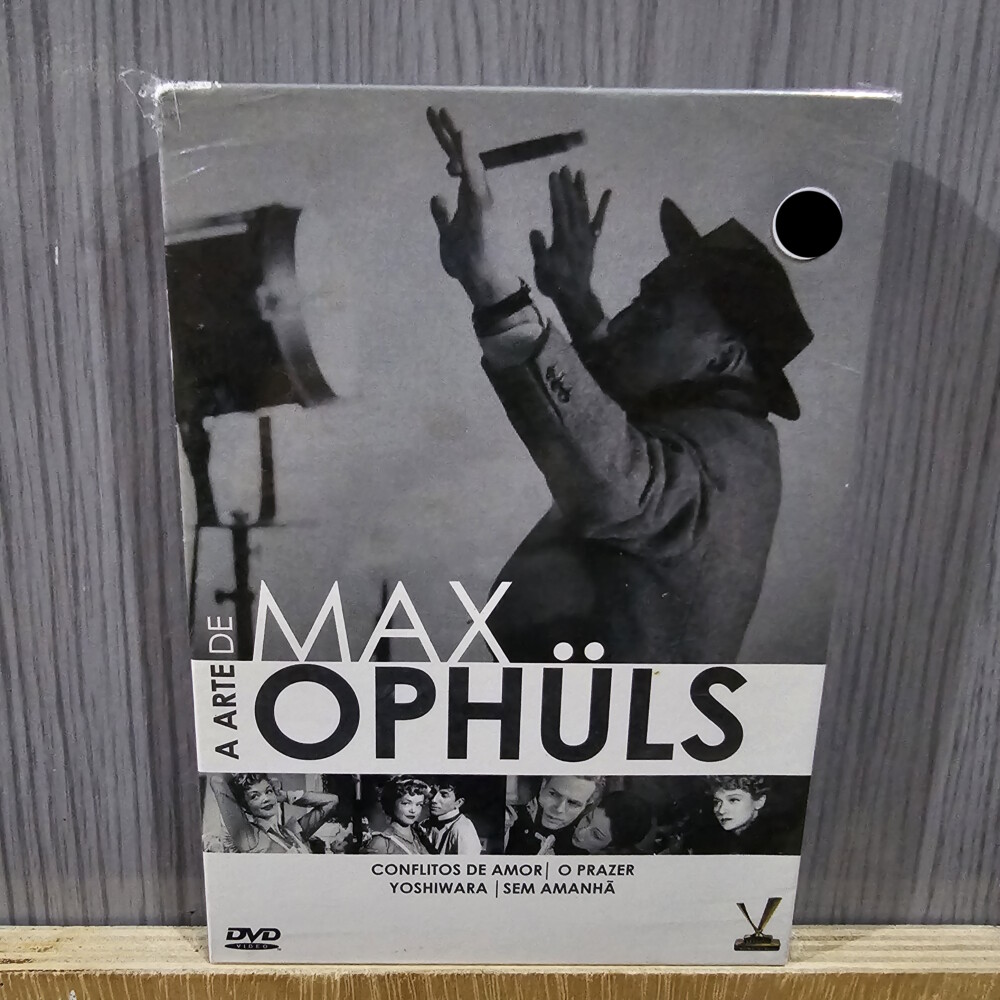 A ARTE DE
MAX
OPHÜLS
CONFLITOS DE AMOR| O PRAZER
YOSHIWARA |SEM AMANHÃ
DVD
VIDEO